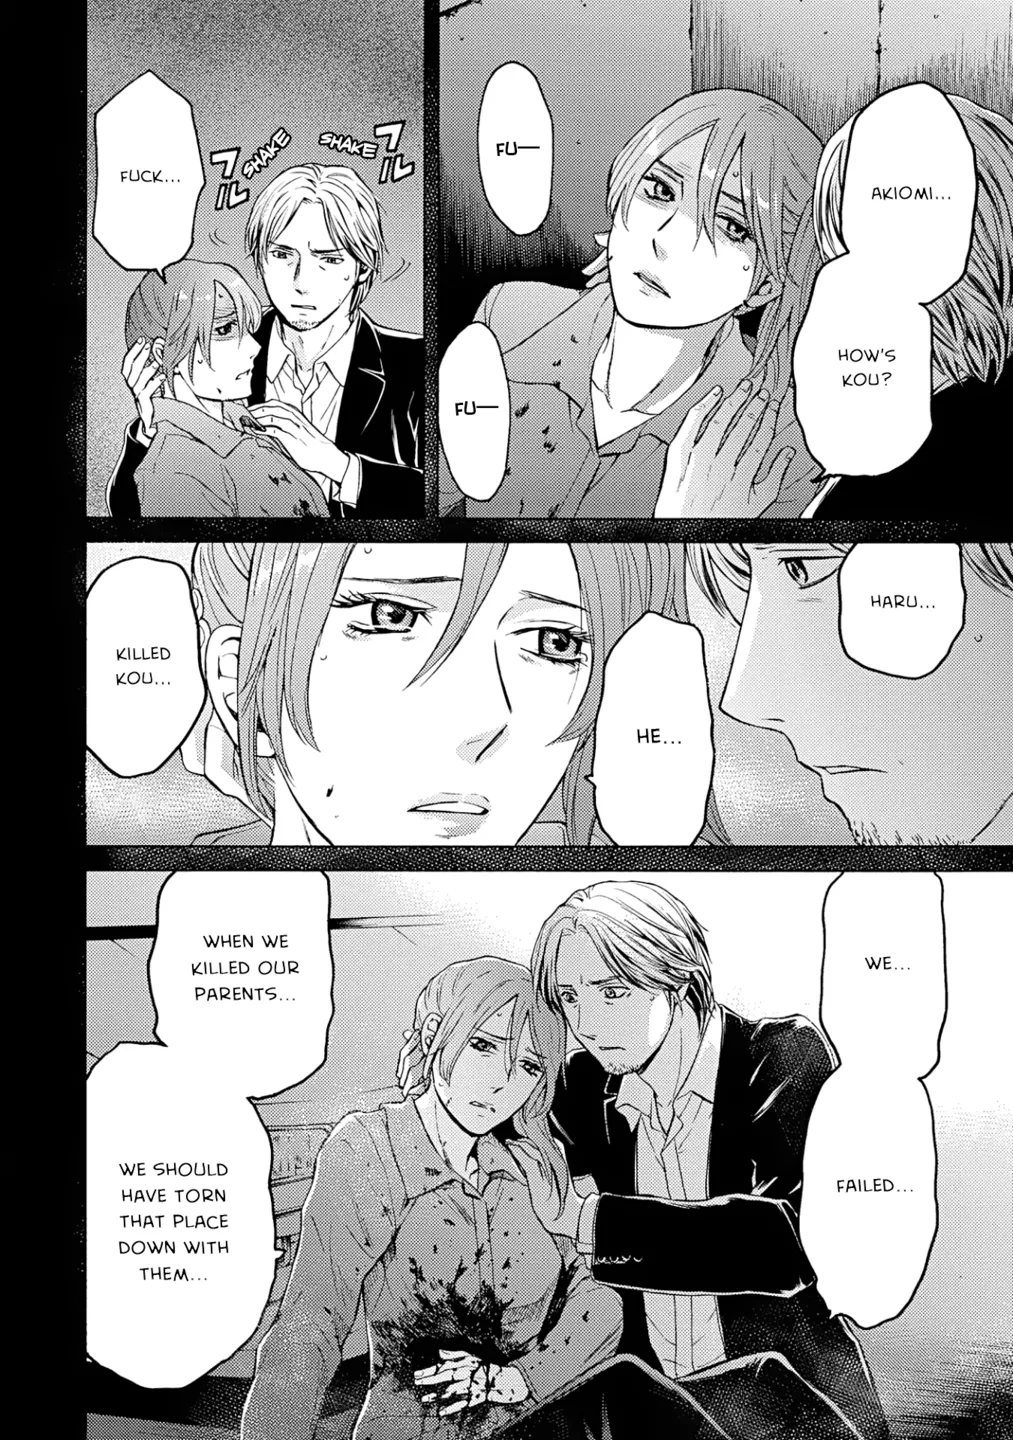 AKIOMI...
HOW'S
KOU?
FU—
FU—
SHAKE
フル
SHAKE
フル
FUCK...
HARU...
HE...
KILLED
KOU...
WE...
FAILED...
WHEN WE
KILLED OUR
PARENTS...
WE SHOULD
HAVE TORN
THAT PLACE
DOWN WITH
THEM...